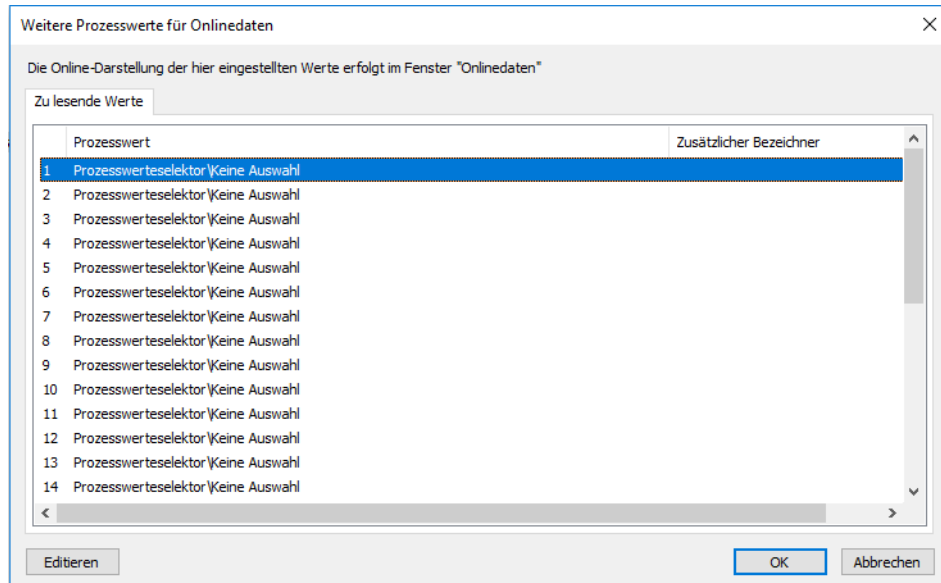 Weitere Prozesswerte für Onlinedaten
Die Online-Darstellung der hier eingestellten Werte erfolgt im Fenster "Onlinedaten"
Zu lesende Werte
Prozesswert Zusätzlicher Bezeichner
1 Prozesswerteselektor\Keine Auswahl
2 Prozesswerteselektor\Keine Auswahl
3 Prozesswerteselektor\Keine Auswahl
4 Prozesswerteselektor\Keine Auswahl
5 Prozesswerteselektor\Keine Auswahl
6 Prozesswerteselektor\Keine Auswahl
7 Prozesswerteselektor\Keine Auswahl
8 Prozesswerteselektor\Keine Auswahl
9 Prozesswerteselektor\Keine Auswahl
10 Prozesswerteselektor\Keine Auswahl
11 Prozesswerteselektor\Keine Auswahl
12 Prozesswerteselektor\Keine Auswahl
13 Prozesswerteselektor\Keine Auswahl
14 Prozesswerteselektor\Keine Auswahl
Editieren OK Abbrechen